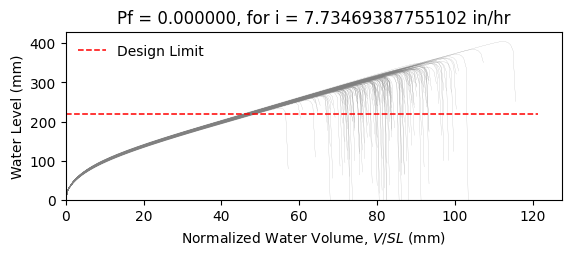 Pf = 0.000000, for i = 7.73469387755102 in/hr
Design Limit
Water Level (mm)
400
300
200
100
0
0 20 40 60 80 100 120
Normalized Water Volume, V/SL (mm)